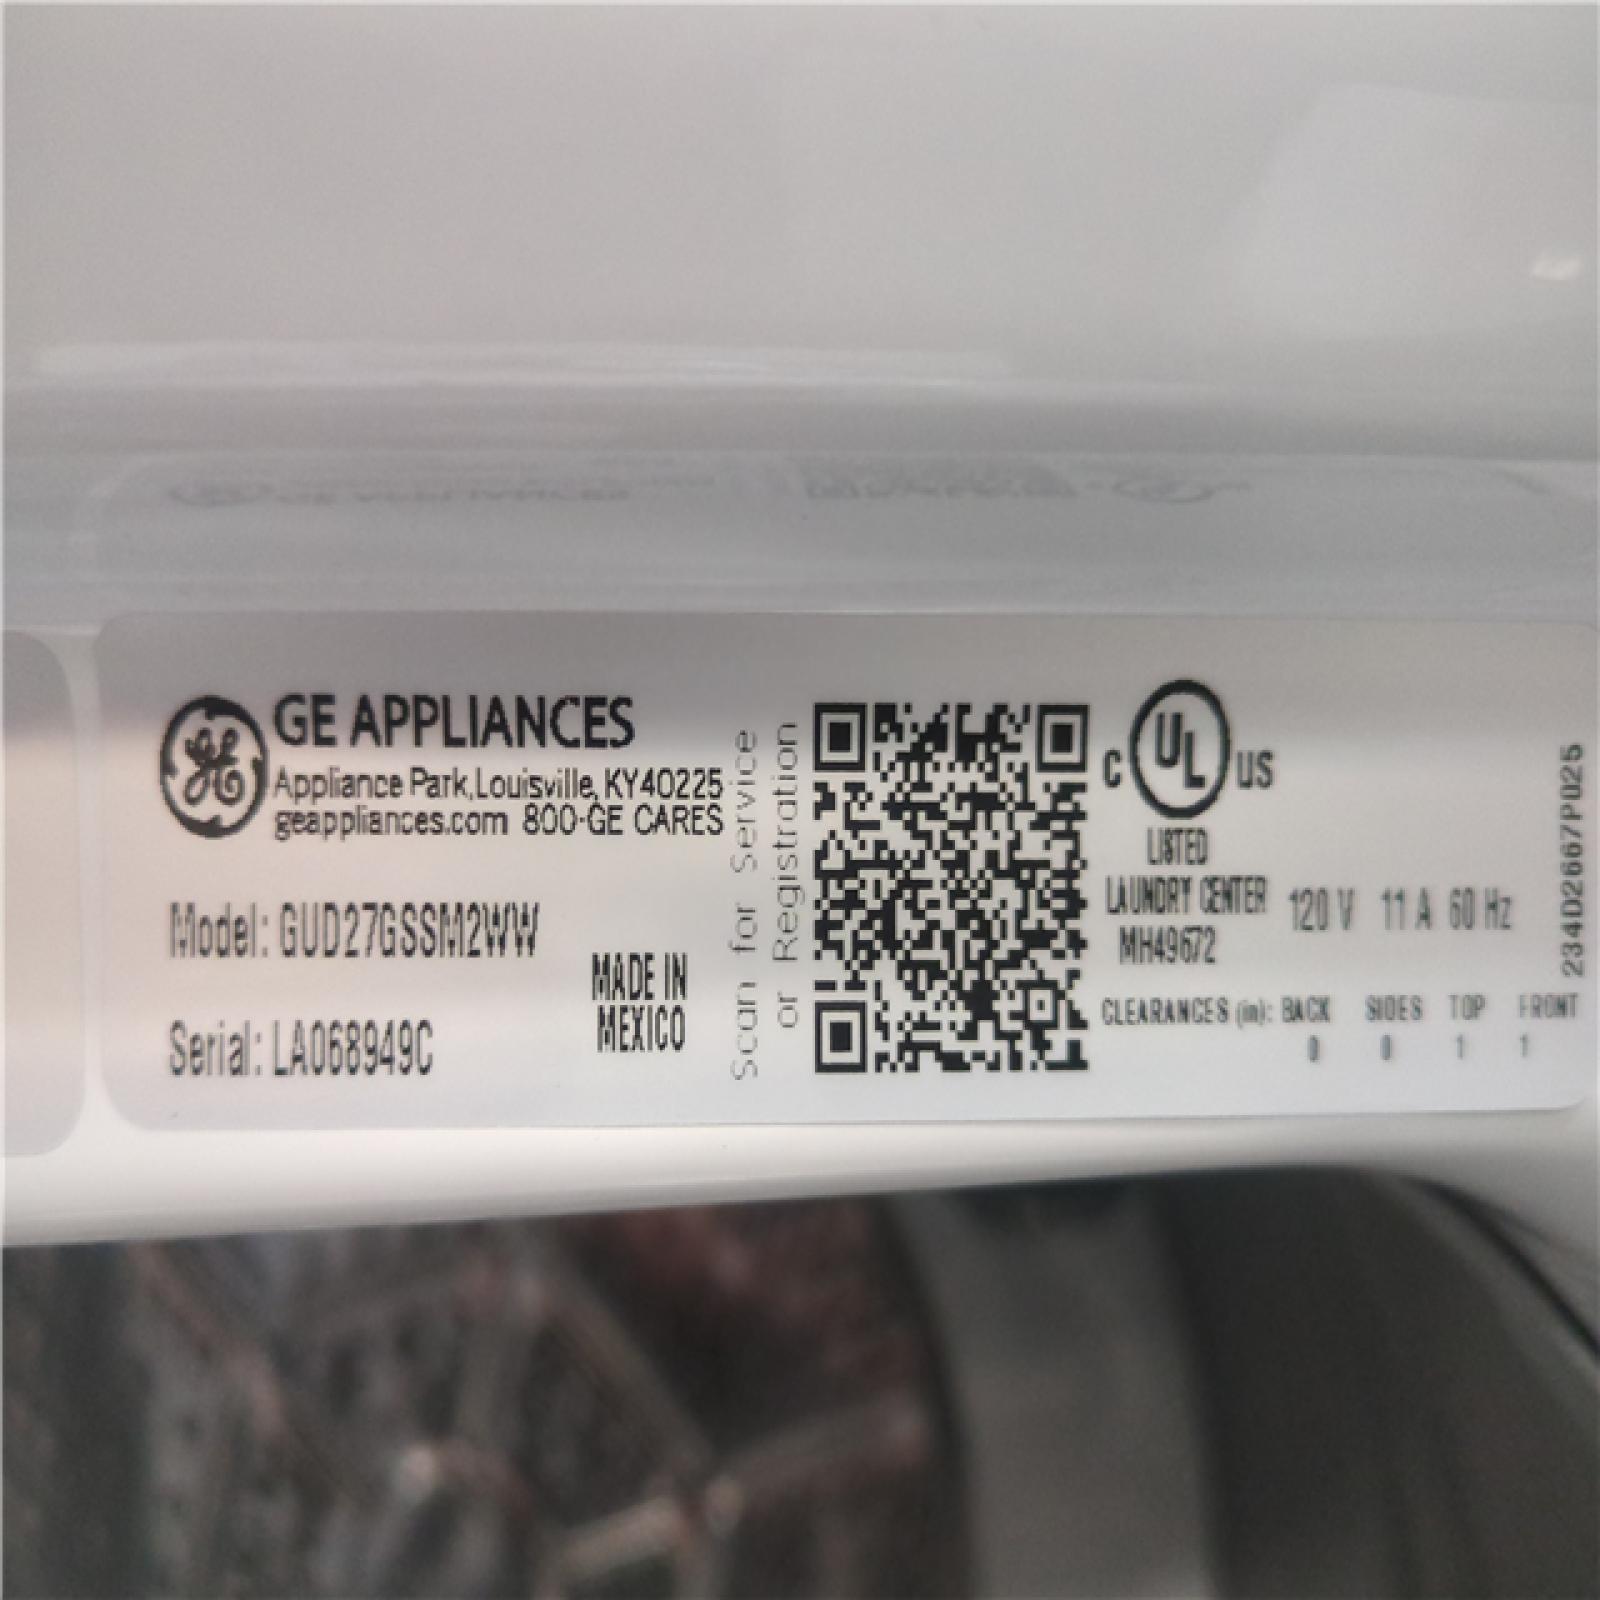 GE APPLIANCES
Appliance Park, Louisville, KY 40225
geappliances.com 800-GE CARES
Model: GUD27GSSM2WW
Serial: LA068949C
MADE IN
MEXICO
Scan for Service
or Registration
C UL US
LISTED
LAUNDRY CENTER
MH49672
120 V 11 A 60 Hz
CLEARANCES (in): BACK SIDES TOP FRONT
0 0 1 1
234D2667P025